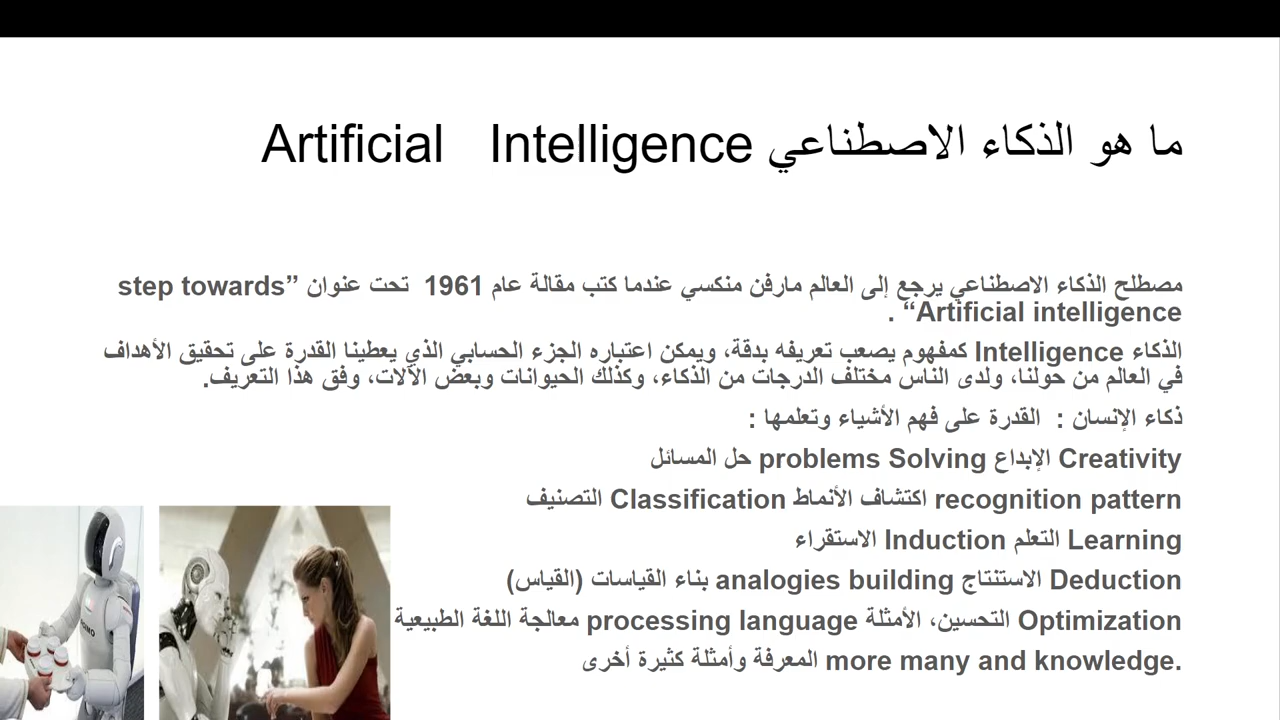 ما هو الذكاء الاصطناعي Artificial Intelligence
مصطلح الذكاء الاصطناعي يرجع إلى العالم مارفن منكسي عندما كتب مقالة عام 1961 تحت عنوان ”step towards
Artificial intelligence“ .
الذكاء Intelligence كمفهوم يصعب تعريفه بدقة، ويمكن اعتباره الجزء الحسابي الذي يعطينا القدرة على تحقيق الأهداف
في العالم من حولنا، ولدى الناس مختلف الدرجات من الذكاء، وكذلك الحيوانات وبعض الآلات، وفق هذا التعريف.
ذكاء الإنسان : القدرة على فهم الأشياء وتعلمها :
Creativity الإبداع problems Solving حل المسائل
recognition pattern اكتشاف الأنماط Classification التصنيف
Learning التعلم Induction الاستقراء
Deduction الاستنتاج analogies building بناء القياسات (القياس)
Optimization التحسين، الأمثلة processing language معالجة اللغة الطبيعية
more many and knowledge. المعرفة وأمثلة كثيرة أخرى